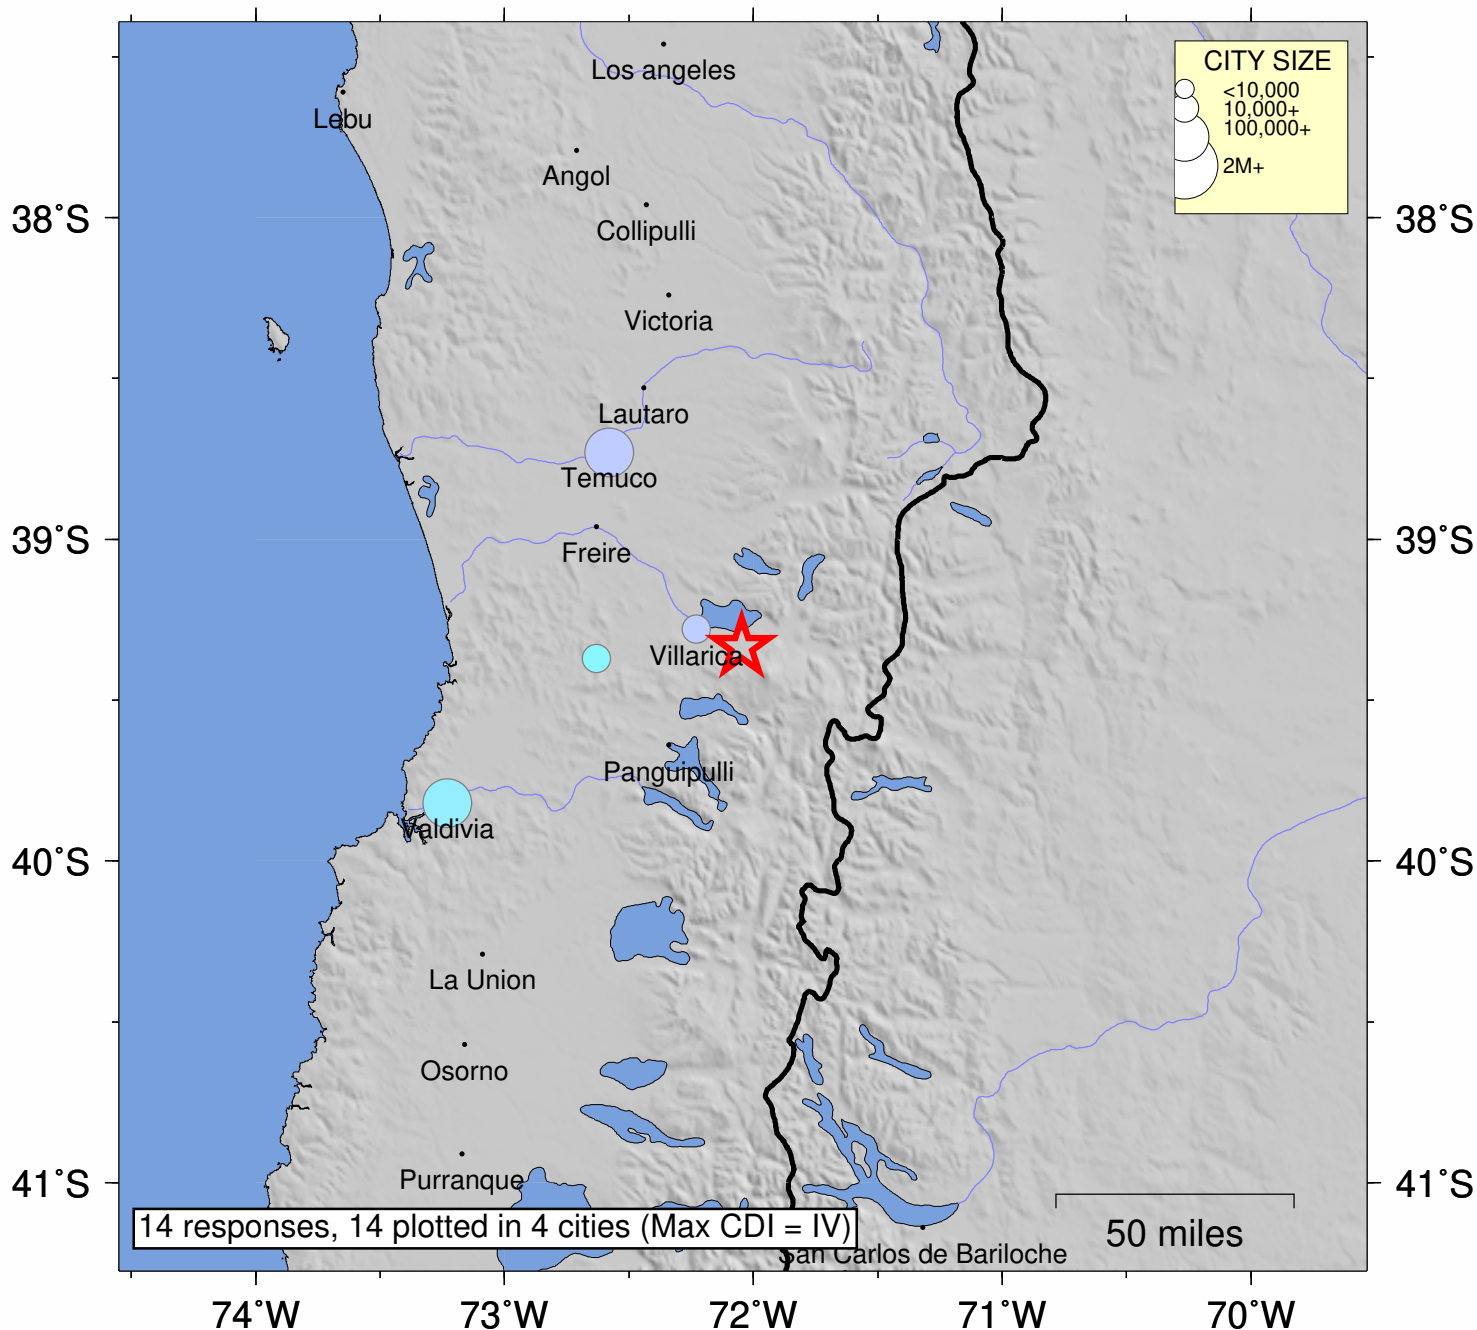 CITY SIZE
<10,000
10,000+
100,000+
2M+
Los angeles
Lebu
Angol
38°S
38°S
Collipulli
Victoria
Lautaro
Temuco
39°S
39°S
Freire
Villarica
Panguipulli
Valdivia
40°S
40°S
La Union
Osorno
Purranque
41°S
41°S
14 responses, 14 plotted in 4 cities (Max CDI = IV)
50 miles
San Carlos de Bariloche
74°W
73°W
72°W
71°W
70°W